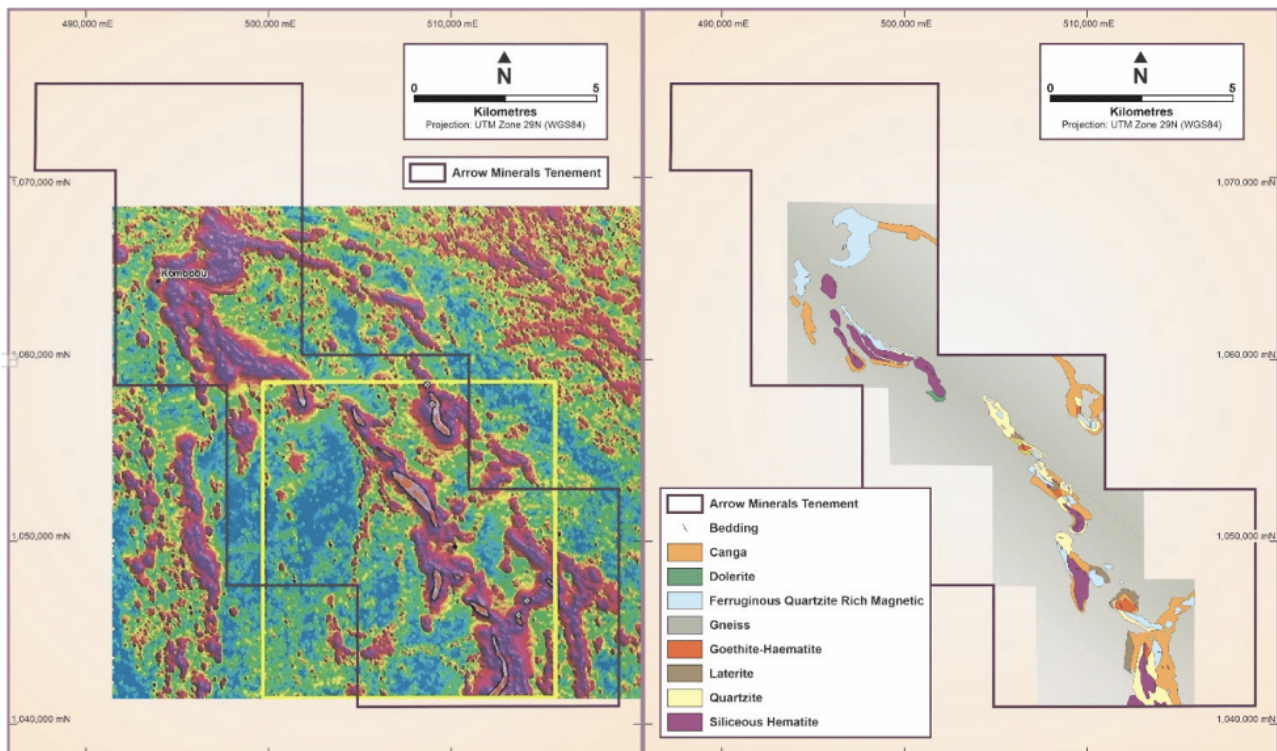 490,000 mE
500,000 mE
510,000 mE
N
0
5
Kilometres
Projection: UTM Zone 29N (WGS84)
Arrow Minerals Tenement
1,070,000 mN
1,060,000 mN
1,050,000 mN
1,040,000 mN
490,000 mE
500,000 mE
510,000 mE
N
0
5
Kilometres
Projection: UTM Zone 29N (WGS84)
1,070,000 mN
1,060,000 mN
1,050,000 mN
1,040,000 mN
Arrow Minerals Tenement
Bedding
Canga
Dolerite
Ferruginous Quartzite Rich Magnetic
Gneiss
Goethite-Haematite
Laterite
Quartzite
Siliceous Hematite